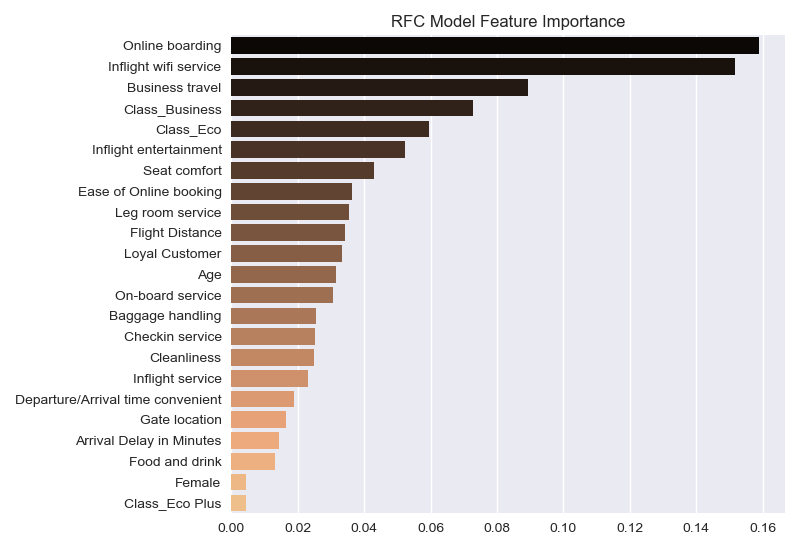 RFC Model Feature Importance
Online boarding
Inflight wifi service
Business travel
Class_Business
Class_Eco
Inflight entertainment
Seat comfort
Ease of Online booking
Leg room service
Flight Distance
Loyal Customer
Age
On-board service
Baggage handling
Checkin service
Cleanliness
Inflight service
Departure/Arrival time convenient
Gate location
Arrival Delay in Minutes
Food and drink
Female
Class_Eco Plus
0.00 0.02 0.04 0.06 0.08 0.10 0.12 0.14 0.16